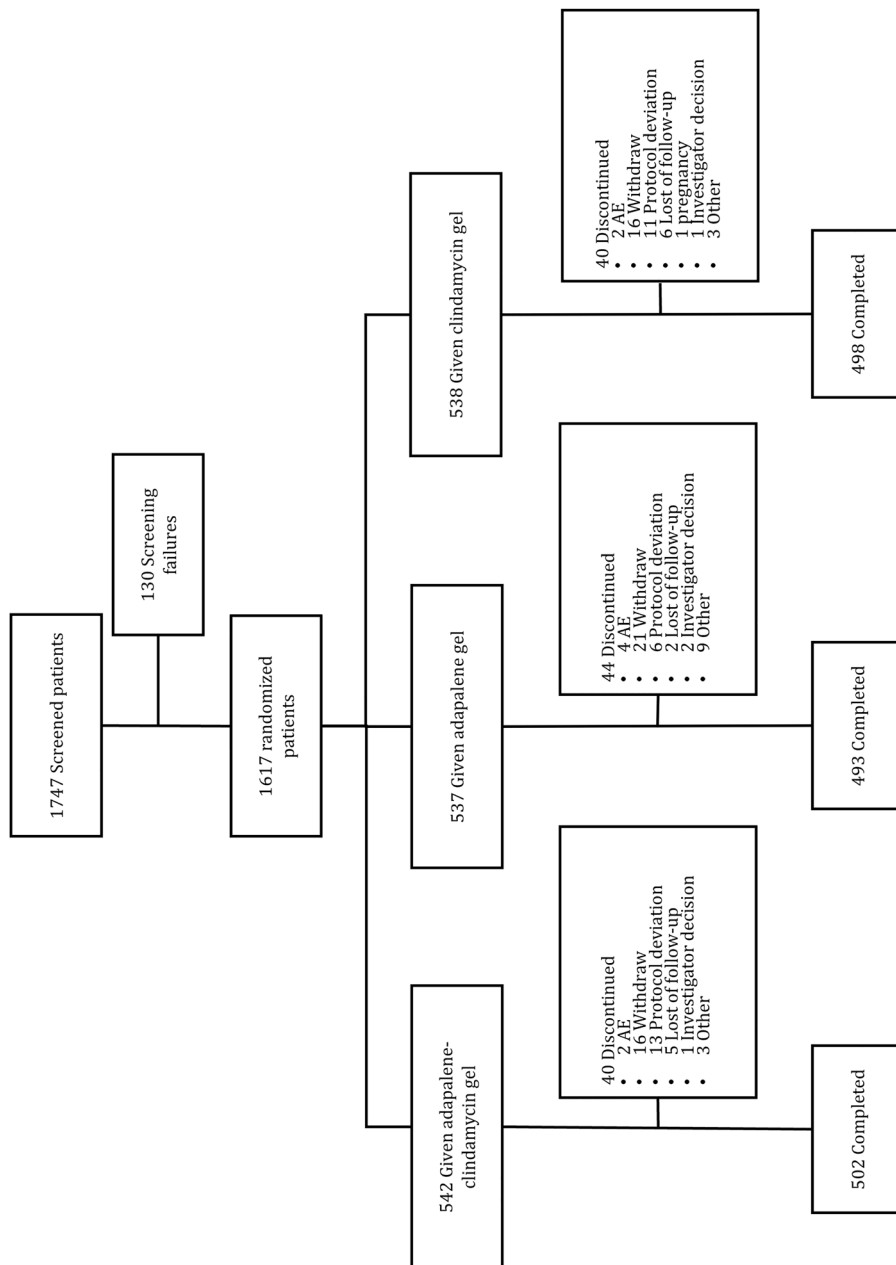 1747 Screened patients
130 Screening
failures
1617 randomized
patients
542 Given adapalene-
clindamycin gel
537 Given adapalene gel
538 Given clindamycin gel
40 Discontinued
• 2 AE
• 16 Withdraw
• 13 Protocol deviation
• 5 Lost of follow-up
• 1 Investigator decision
• 3 Other
44 Discontinued
• 4 AE
• 21 Withdraw
• 6 Protocol deviation
• 2 Lost of follow-up
• 2 Investigator decision
• 9 Other
40 Discontinued
• 2 AE
• 16 Withdraw
• 11 Protocol deviation
• 6 Lost of follow-up
• 1 pregnancy
• 1 Investigator decision
• 3 Other
502 Completed
493 Completed
498 Completed